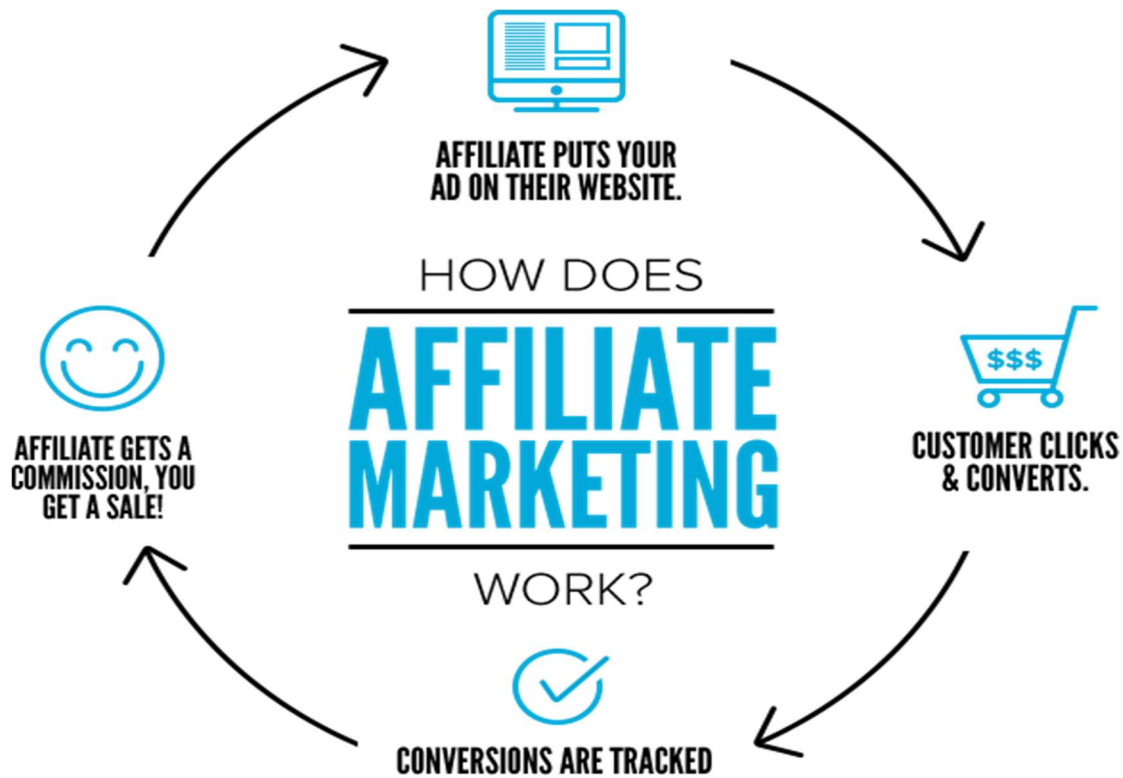 AFFILIATE PUTS YOUR
AD ON THEIR WEBSITE.
HOW DOES
AFFILIATE
MARKETING
WORK?
$$$
CUSTOMER CLICKS
& CONVERTS.
CONVERSIONS ARE TRACKED
AFFILIATE GETS A
COMMISSION, YOU
GET A SALE!